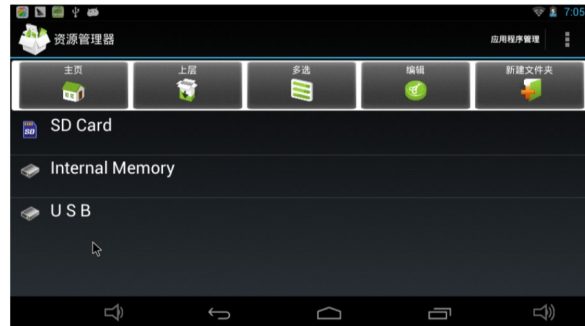 7:05
资源管理器
应用程序管理
主页
上层
多选
编辑
新建文件夹
SD Card
Internal Memory
U S B